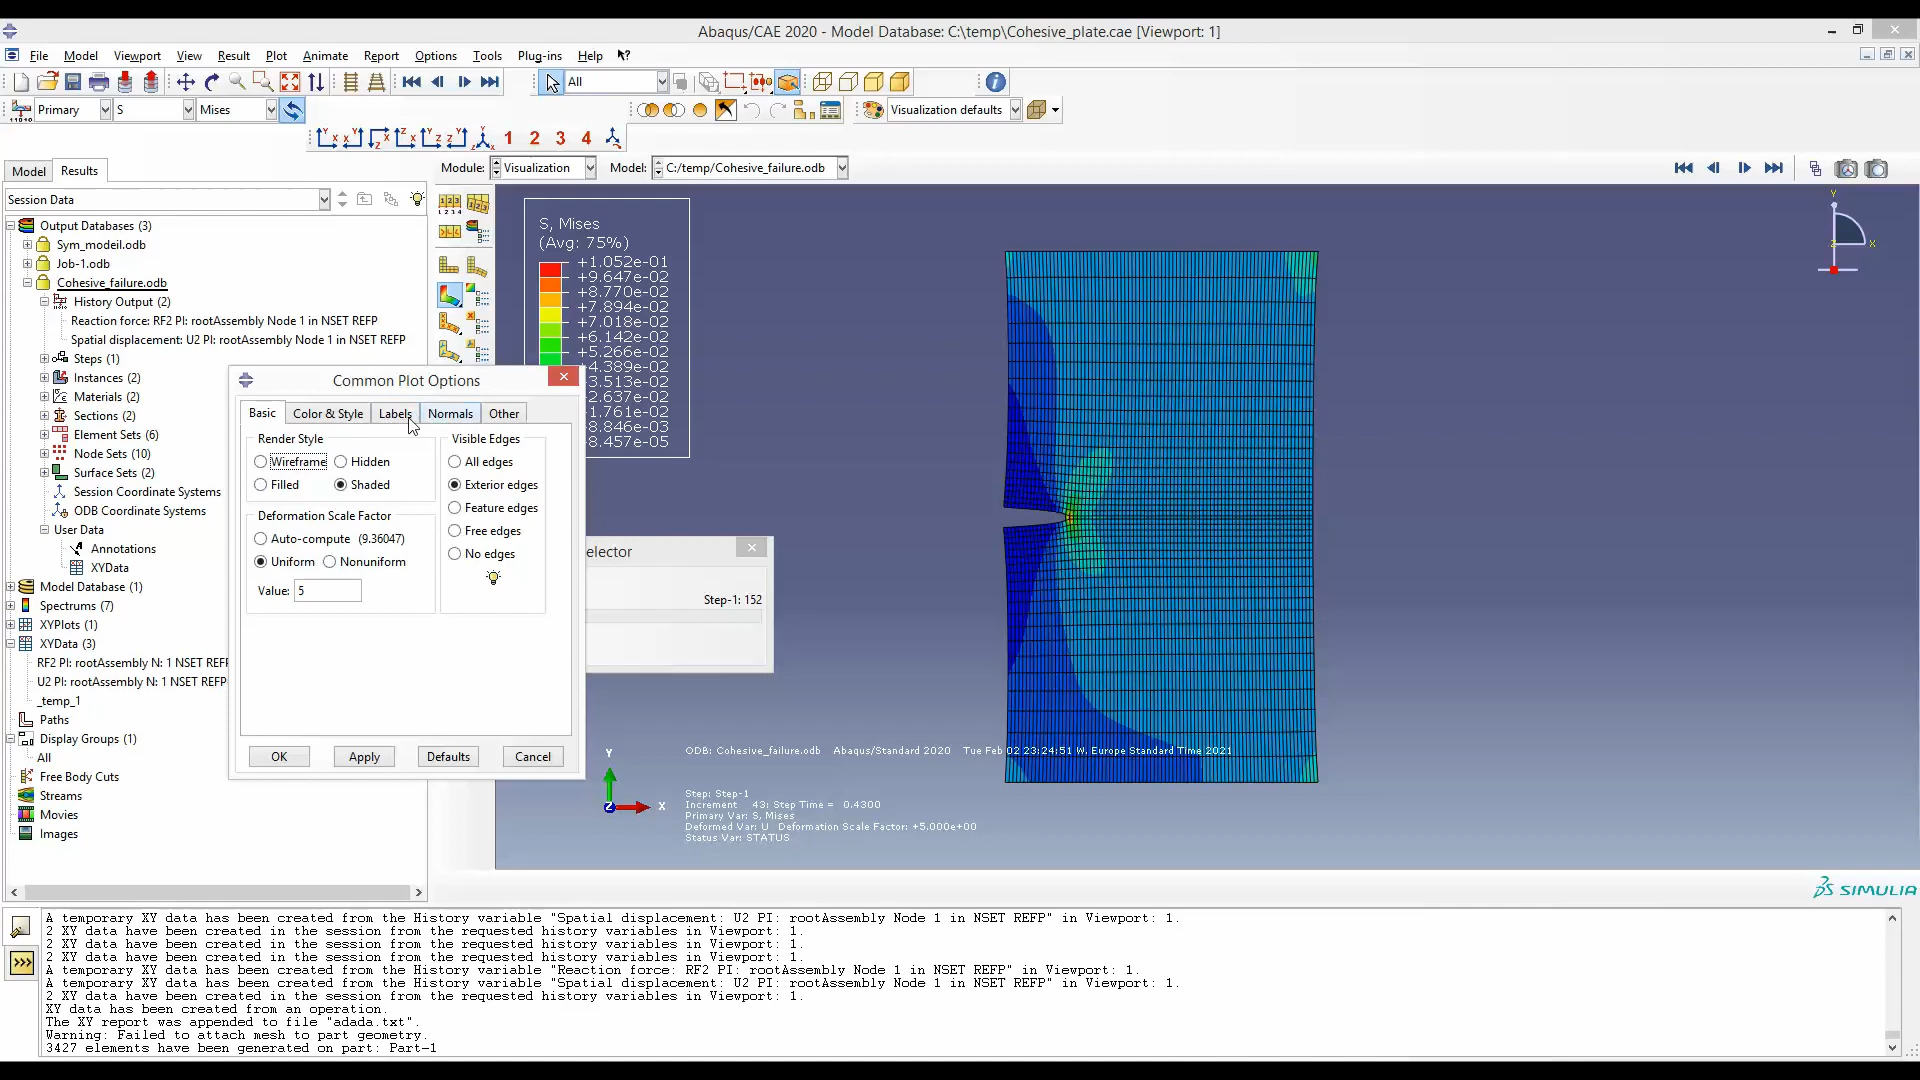 Abaqus/CAE 2020 - Model Database: C:\temp\Cohesive_plate.cae [Viewport: 1]
File Model Viewport View Result Plot Animate Report Options Tools Plug-ins Help
All
Primary S Mises Visualization defaults
1 2 3 4
Model Results
Module: Visualization Model: C:/temp/Cohesive_failure.odb
Session Data
Output Databases (3)
Sym_modeil.odb
Job-1.odb
Cohesive_failure.odb
History Output (2)
Reaction force: RF2 PI: rootAssembly Node 1 in NSET REFP
Spatial displacement: U2 PI: rootAssembly Node 1 in NSET REFP
Steps (1)
Instances (2)
Materials (2)
Sections (2)
Element Sets (6)
Node Sets (10)
Surface Sets (2)
Session Coordinate Systems
ODB Coordinate Systems
User Data
Annotations
XYData
Model Database (1)
Spectrums (7)
XYPlots (1)
XYData (3)
RF2 PI: rootAssembly N: 1 NSET REFP
U2 PI: rootAssembly N: 1 NSET REFP
_temp_1
Paths
Display Groups (1)
All
Free Body Cuts
Streams
Movies
Images
Common Plot Options
Basic Color & Style Labels Normals Other
Render Style
Wireframe Hidden
Filled Shaded
Visible Edges
All edges
Exterior edges
Feature edges
Free edges
No edges
Deformation Scale Factor
Auto-compute (9.36047)
Uniform Nonuniform
Value: 5
OK Apply Defaults Cancel
elector
Step-1: 152
S, Mises
(Avg: 75%)
+1.052e-01
+9.647e-02
+8.770e-02
+7.894e-02
+7.018e-02
+6.142e-02
+5.266e-02
+4.389e-02
+3.513e-02
+2.637e-02
+1.761e-02
+8.846e-03
+8.457e-05
Y
X
Z
Y
X
Z
ODB: Cohesive_failure.odb Abaqus/Standard 2020 Tue Feb 02 23:24:51 W. Europe Standard Time 2021
Step: Step-1
Increment 43: Step Time = 0.4300
Primary Var: S, Mises
Deformed Var: U Deformation Scale Factor: +5.000e+00
Status Var: STATUS
SIMULIA
A temporary XY data has been created from the History variable "Spatial displacement: U2 PI: rootAssembly Node 1 in NSET REFP" in Viewport: 1.
2 XY data have been created in the session from the requested history variables in Viewport: 1.
2 XY data have been created in the session from the requested history variables in Viewport: 1.
2 XY data have been created in the session from the requested history variables in Viewport: 1.
A temporary XY data has been created from the History variable "Reaction force: RF2 PI: rootAssembly Node 1 in NSET REFP" in Viewport: 1.
A temporary XY data has been created from the History variable "Spatial displacement: U2 PI: rootAssembly Node 1 in NSET REFP" in Viewport: 1.
2 XY data have been created in the session from the requested history variables in Viewport: 1.
XY data has been created from an operation.
The XY report was appended to file "adada.txt".
Warning: Failed to attach mesh to part geometry.
3427 elements have been generated on part: Part-1